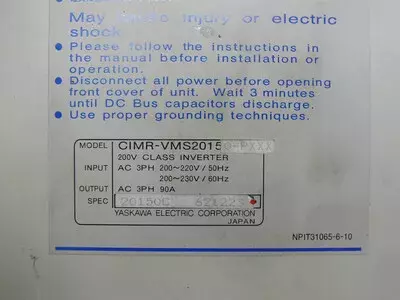 May cause injury or electric
shock.
Please follow the instructions in
the manual before installation or
operation.
Disconnect all power before opening
front cover of unit. Wait 3 minutes
until DC Bus capacitors discharge.
Use proper grounding techniques.
MODEL CIMR-VMS2015
200V CLASS INVERTER
INPUT AC 3PH 200~220V / 50Hz
200~230V / 60Hz
OUTPUT AC 3PH 90A
SPEC 20150C
YASKAWA ELECTRIC CORPORATION
JAPAN
NPIT31065-6-10